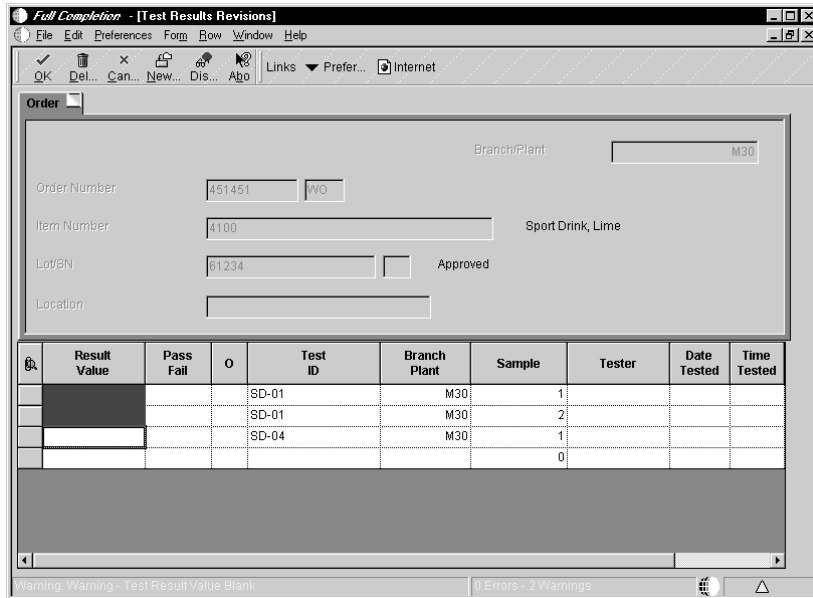 Full Completion - [Test Results Revisions]
File Edit Preferences Form Row Window Help
OK Del... Can... New... Dis... Abo Links Prefer... Internet
Order
Branch/Plant M30
Order Number 451451 WO
Item Number 4100 Sport Drink, Lime
Lot/SN 61234 Approved
Location
Result Value Pass Fail O Test ID Branch Plant Sample Tester Date Tested Time Tested
SD-01 M30 1
SD-01 M30 2
SD-04 M30 1
0
Warning: Warning - Test Result Value Blank 0 Errors - 2 Warnings